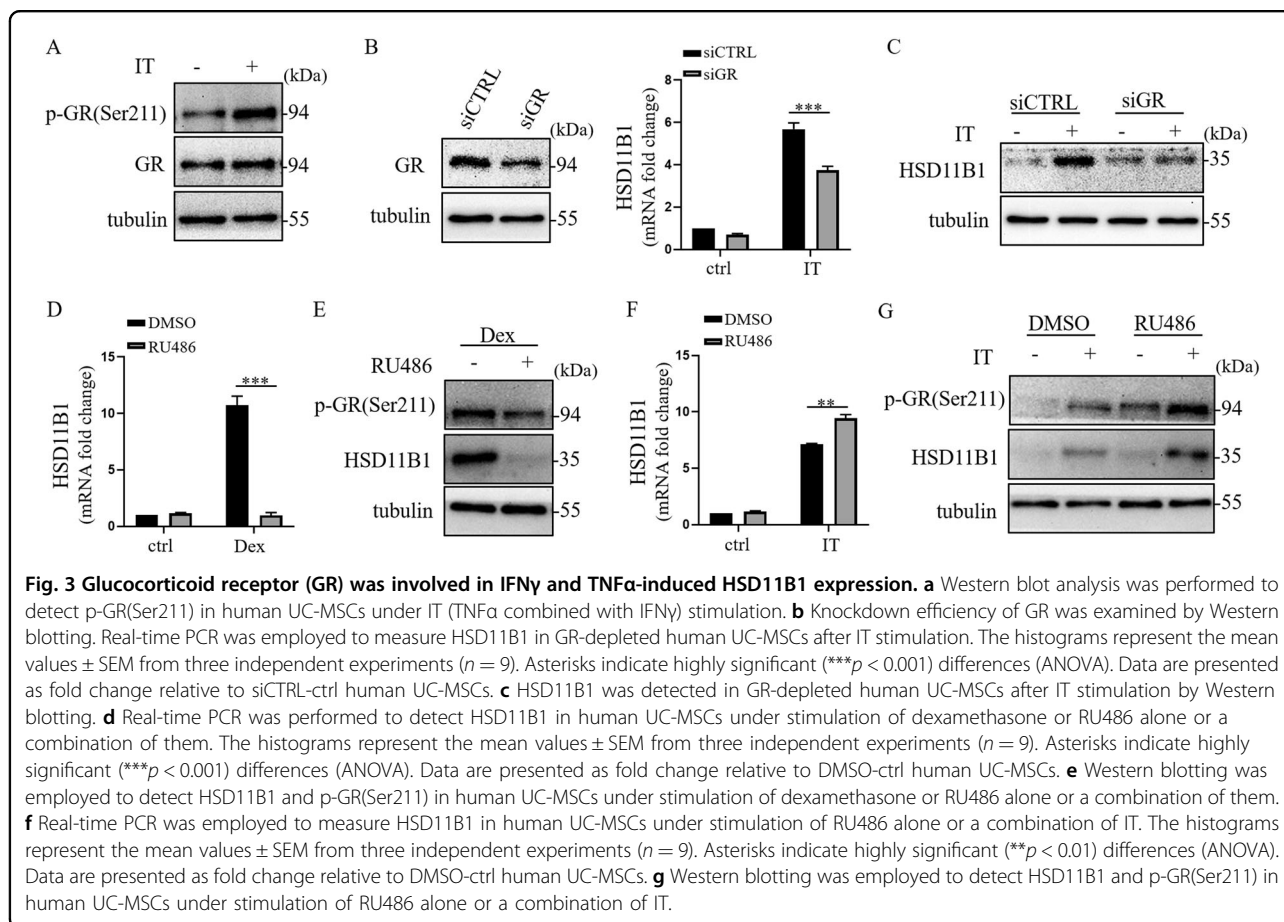 A
IT - + (kDa)
p-GR(Ser211) -94
GR -94
tubulin -55
B
siCTRL siGR (kDa)
GR 94
tubulin 55
siCTRL
siGR
HSD11B1
(mRNA fold change)
8
6
4
2
0
***
ctrl IT
C
siCTRL siGR
IT - + - + (kDa)
HSD11B1 -35
tubulin -55
D
DMSO
RU486
HSD11B1
(mRNA fold change)
15
10
5
0
***
ctrl Dex
E
Dex
RU486 - + (kDa)
p-GR(Ser211) -94
HSD11B1 -35
tubulin -55
F
DMSO
RU486
HSD11B1
(mRNA fold change)
15
10
5
0
**
ctrl IT
G
DMSO RU486
IT - + - + (kDa)
p-GR(Ser211) 94
HSD11B1 -35
tubulin -55
Fig. 3 Glucocorticoid receptor (GR) was involved in IFNγ and TNFα-induced HSD11B1 expression. a Western blot analysis was performed to
detect p-GR(Ser211) in human UC-MSCs under IT (TNFα combined with IFNγ) stimulation. b Knockdown efficiency of GR was examined by Western
blotting. Real-time PCR was employed to measure HSD11B1 in GR-depleted human UC-MSCs after IT stimulation. The histograms represent the mean
values ± SEM from three independent experiments (n = 9). Asterisks indicate highly significant (***p < 0.001) differences (ANOVA). Data are presented
as fold change relative to siCTRL-ctrl human UC-MSCs. c HSD11B1 was detected in GR-depleted human UC-MSCs after IT stimulation by Western
blotting. d Real-time PCR was performed to detect HSD11B1 in human UC-MSCs under stimulation of dexamethasone or RU486 alone or a
combination of them. The histograms represent the mean values ± SEM from three independent experiments (n = 9). Asterisks indicate highly
significant (***p < 0.001) differences (ANOVA). Data are presented as fold change relative to DMSO-ctrl human UC-MSCs. e Western blotting was
employed to detect HSD11B1 and p-GR(Ser211) in human UC-MSCs under stimulation of dexamethasone or RU486 alone or a combination of them.
f Real-time PCR was employed to measure HSD11B1 in human UC-MSCs under stimulation of RU486 alone or a combination of IT. The histograms
represent the mean values ± SEM from three independent experiments (n = 9). Asterisks indicate highly significant (**p < 0.01) differences (ANOVA).
Data are presented as fold change relative to DMSO-ctrl human UC-MSCs. g Western blotting was employed to detect HSD11B1 and p-GR(Ser211) in
human UC-MSCs under stimulation of RU486 alone or a combination of IT.